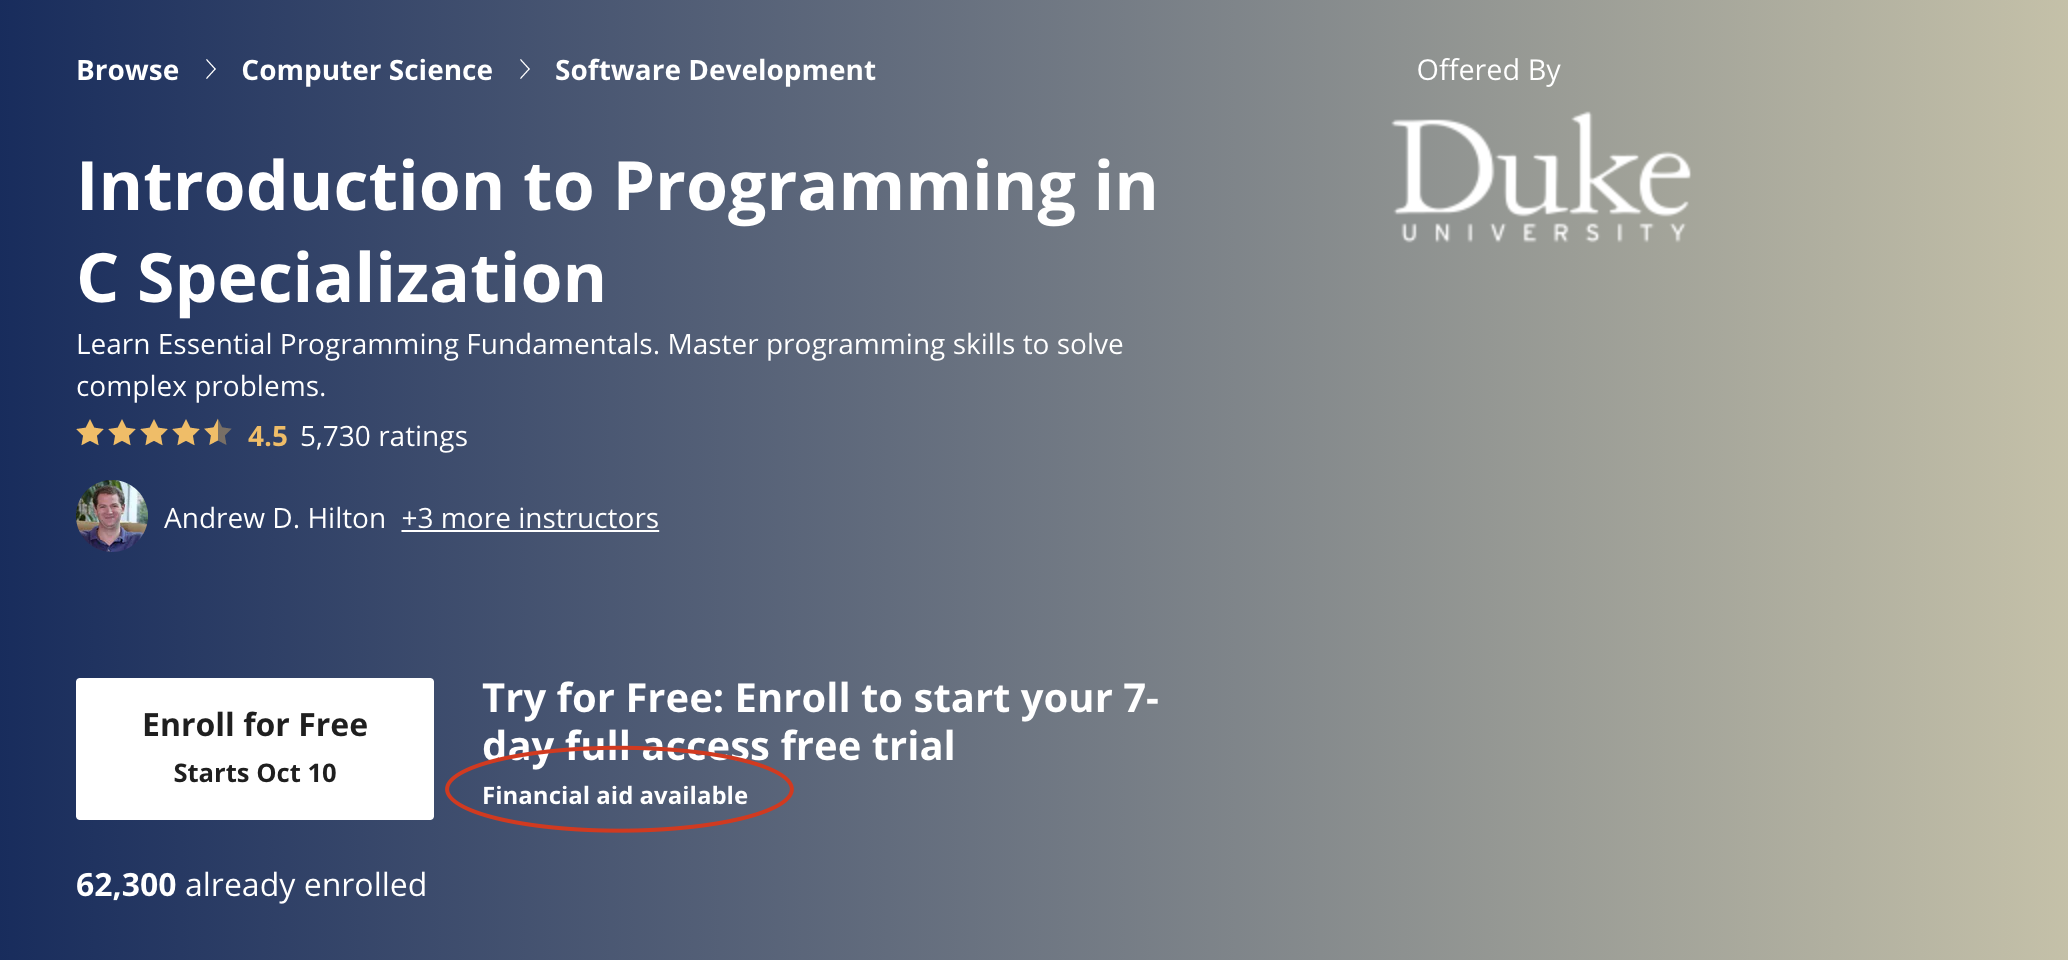 Browse > Computer Science > Software Development
Offered By
Duke
UNIVERSITY
Introduction to Programming in
C Specialization
Learn Essential Programming Fundamentals. Master programming skills to solve
complex problems.
4.5 5,730 ratings
Andrew D. Hilton +3 more instructors
Enroll for Free
Starts Oct 10
Try for Free: Enroll to start your 7-
day full access free trial
Financial aid available
62,300 already enrolled